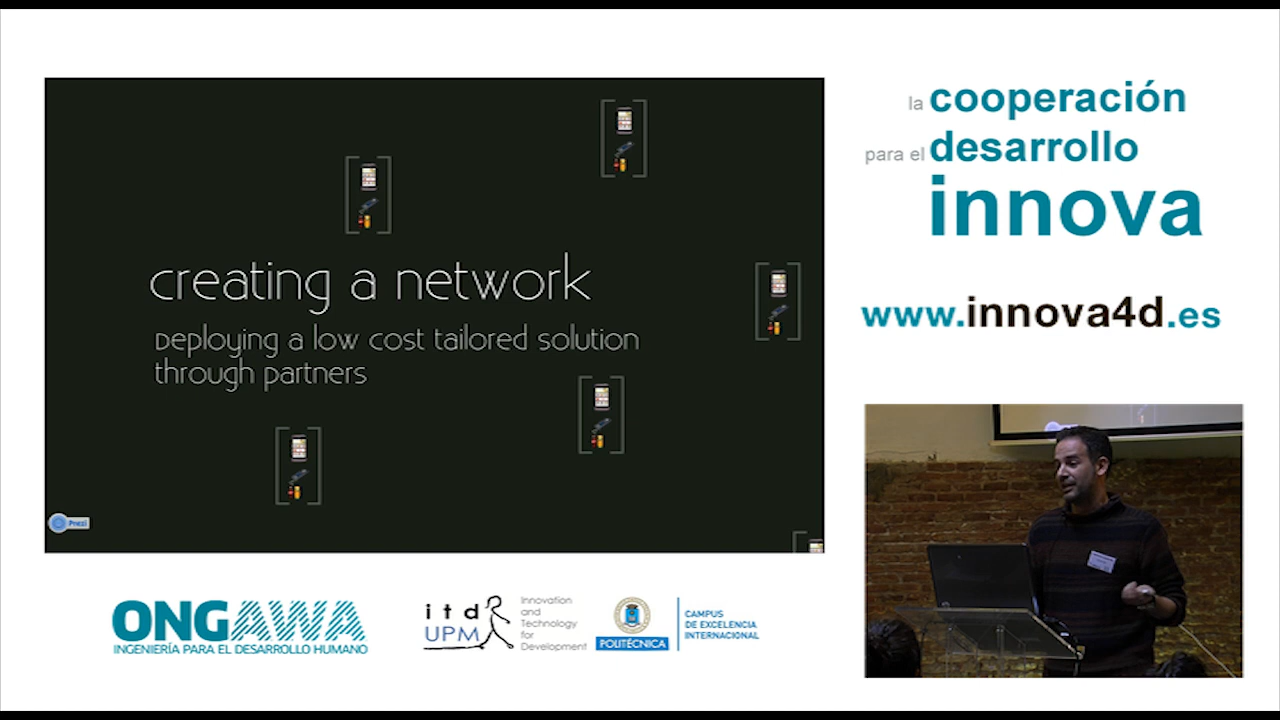 creating a network
Deploying a low cost tailored solution
through partners
Prezi
la cooperación
para el desarrollo
innova
www.innova4d.es
ONGAWA
INGENIERÍA PARA EL DESARROLLO HUMANO
itd
UPM
Innovation
and
Technology
for
Development
POLITÉCNICA
CAMPUS
DE EXCELENCIA
INTERNACIONAL